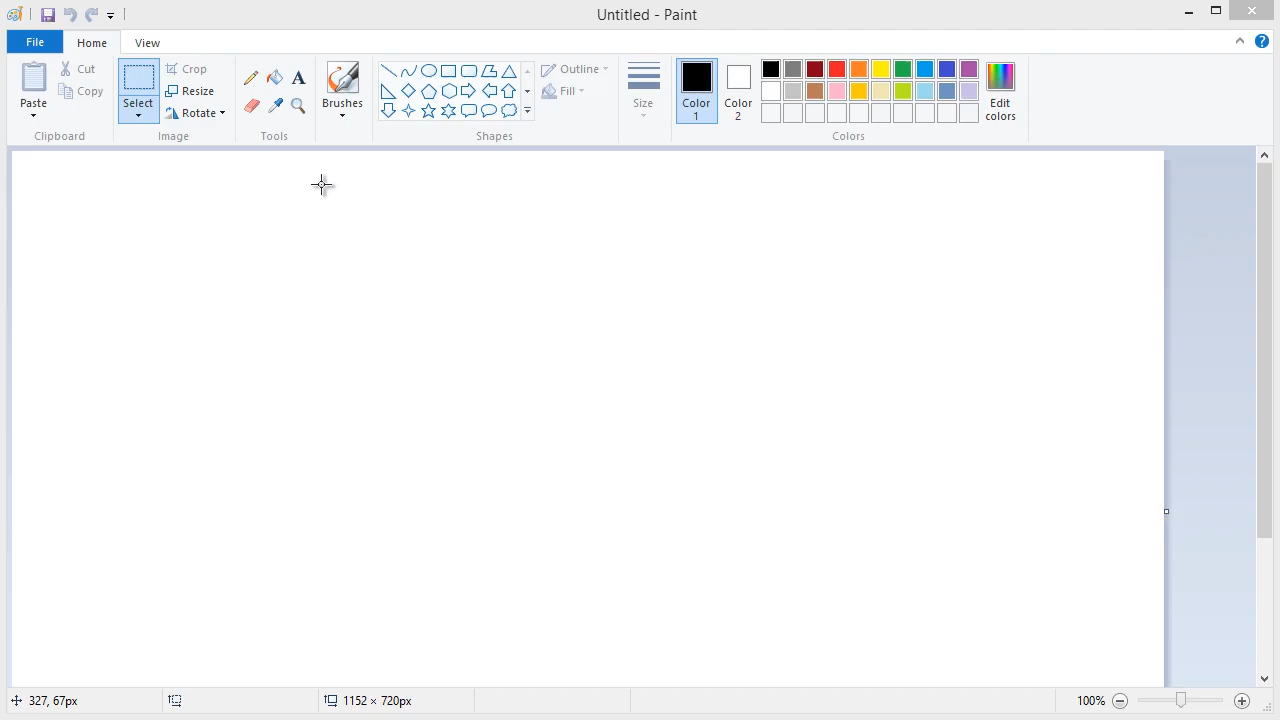 Untitled - Paint
File Home View
Paste
Cut
Copy
Clipboard
Select
Crop
Resize
Rotate
Image
A
Tools
Brushes
Outline
Fill
Shapes
Size
Color 1
Color 2
Edit colors
Colors
327, 67px
1152 × 720px
100%